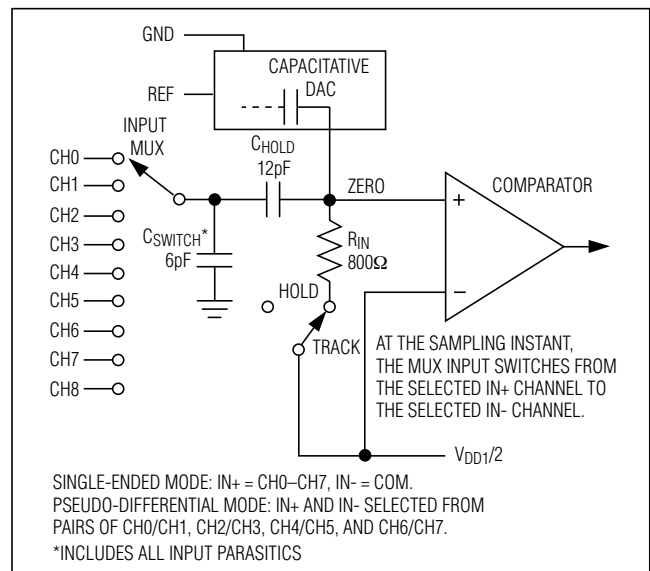 GND
CAPACITATIVE
DAC
REF
INPUT
MUX
CHOLD
12pF
ZERO
COMPARATOR
CH0
CH1
CH2
CH3
CH4
CH5
CH6
CH7
CH8
CSWITCH*
6pF
RIN
800Ω
+
−
HOLD
TRACK
AT THE SAMPLING INSTANT,
THE MUX INPUT SWITCHES FROM
THE SELECTED IN+ CHANNEL TO
THE SELECTED IN- CHANNEL.
VDD1/2
SINGLE-ENDED MODE: IN+ = CH0–CH7, IN- = COM.
PSEUDO-DIFFERENTIAL MODE: IN+ AND IN- SELECTED FROM
PAIRS OF CH0/CH1, CH2/CH3, CH4/CH5, AND CH6/CH7.
*INCLUDES ALL INPUT PARASITICS